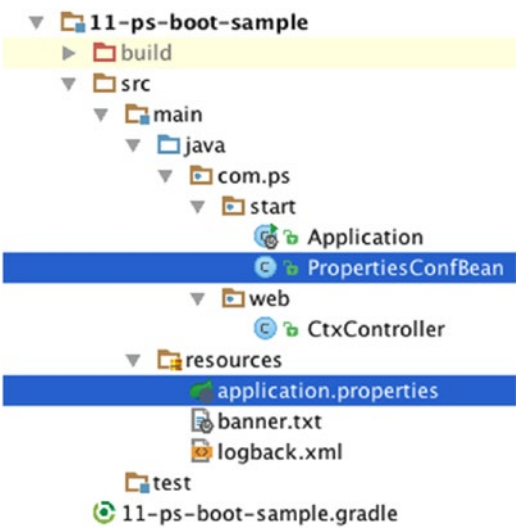 11-ps-boot-sample
build
src
main
java
com.ps
start
Application
PropertiesConfBean
web
CtxController
resources
application.properties
banner.txt
logback.xml
test
11-ps-boot-sample.gradle